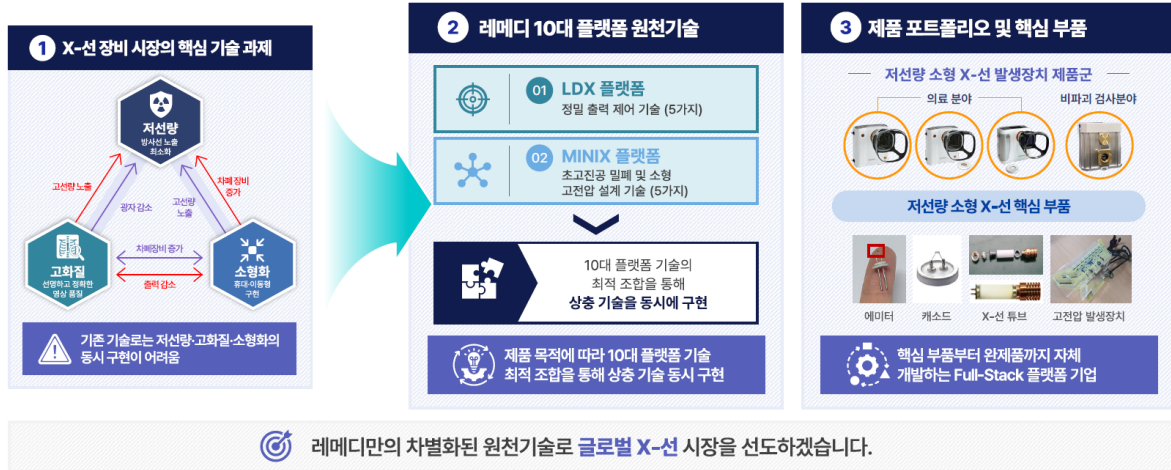 1 X-선 장비 시장의 핵심 기술 과제
저선량
방사선 노출
최소화
고선량 노출
광자 감소
고선량
노출
차폐 장비
증가
고화질
선명하고 정확한
영상 품질
차폐장비 증가
출력 감소
소형화
휴대·이동형
구현
기존 기술로는 저선량·고화질·소형화의
동시 구현이 어려움
2 레메디 10대 플랫폼 원천기술
01 LDX 플랫폼
정밀 출력 제어 기술 (5가지)
02 MINIX 플랫폼
초고진공 밀폐 및 소형
고전압 설계 기술 (5가지)
10대 플랫폼 기술의
최적 조합을 통해
상충 기술을 동시에 구현
제품 목적에 따라 10대 플랫폼 기술
최적 조합을 통해 상충 기술 동시 구현
3 제품 포트폴리오 및 핵심 부품
저선량 소형 X-선 발생장치 제품군
의료 분야
비파괴 검사분야
저선량 소형 X-선 핵심 부품
에미터
캐소드
X-선 튜브
고전압 발생장치
핵심 부품부터 완제품까지 자체
개발하는 Full-Stack 플랫폼 기업
레메디만의 차별화된 원천기술로 글로벌 X-선 시장을 선도하겠습니다.